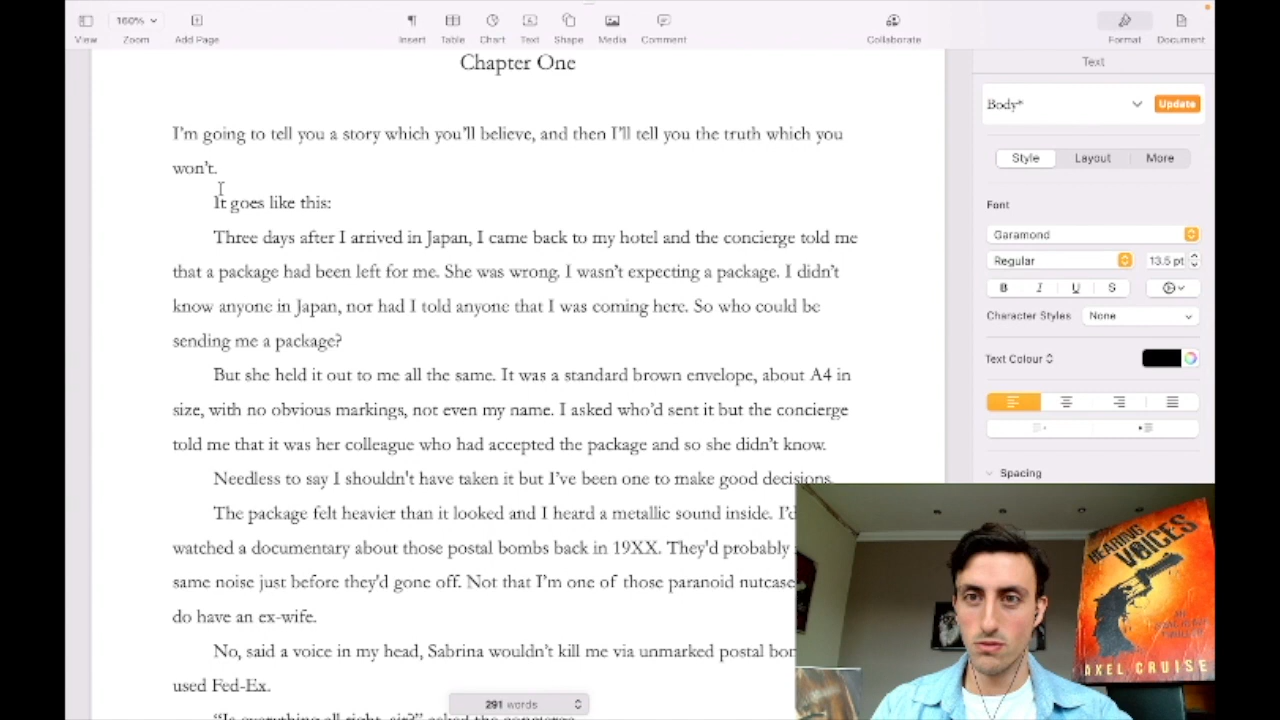 160%
View Zoom Add Page Insert Table Chart Text Shape Media Comment Collaborate Format Document
Chapter One
I'm going to tell you a story which you'll believe, and then I'll tell you the truth which you
won't.
It goes like this:
Three days after I arrived in Japan, I came back to my hotel and the concierge told me
that a package had been left for me. She was wrong. I wasn't expecting a package. I didn't
know anyone in Japan, nor had I told anyone that I was coming here. So who could be
sending me a package?
But she held it out to me all the same. It was a standard brown envelope, about A4 in
size, with no obvious markings, not even my name. I asked who'd sent it but the concierge
told me that it was her colleague who had accepted the package and so she didn't know.
Needless to say I shouldn't have taken it but I've been one to make good decisions.
The package felt heavier than it looked and I heard a metallic sound inside. I'd
watched a documentary about those postal bombs back in 19XX. They'd probably
same noise just before they'd gone off. Not that I'm one of those paranoid nutcase
do have an ex-wife.
No, said a voice in my head, Sabrina wouldn't kill me via unmarked postal bom
used Fed-Ex.
"Is everything all right, sir?" asked the concierge
291 words
Text
Body*
Update
Style Layout More
Font
Garamond
Regular 13.5 pt
B I U S
Character Styles None
Text Colour
Spacing
HEARING
VOICES
AXEL CRUISE